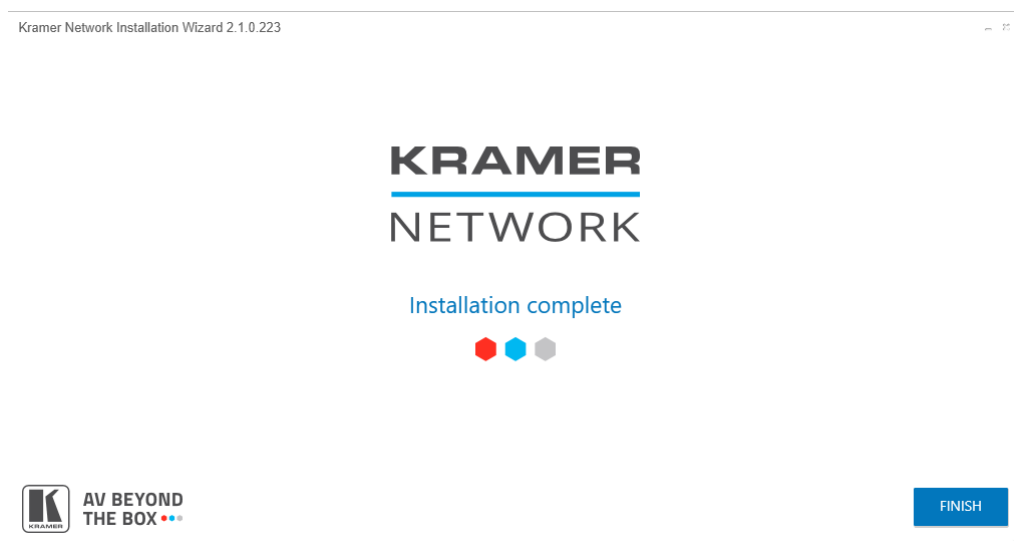 Kramer Network Installation Wizard 2.1.0.223
KRAMER
NETWORK
Installation complete
KRAMER
AV BEYOND
THE BOX
FINISH